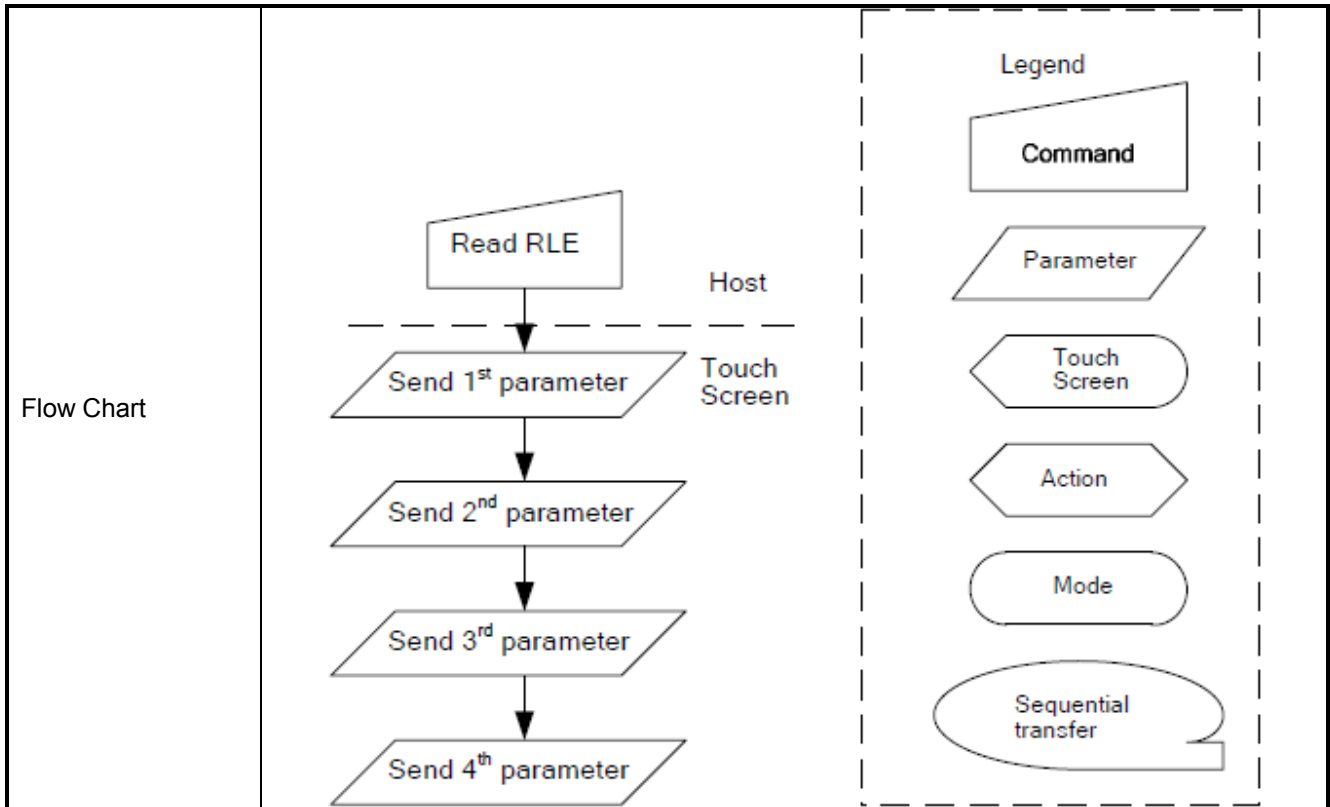 Flow Chart
Read RLE
Host
Touch
Screen
Send 1st parameter
Send 2nd parameter
Send 3rd parameter
Send 4th parameter
Legend
Command
Parameter
Touch
Screen
Action
Mode
Sequential
transfer